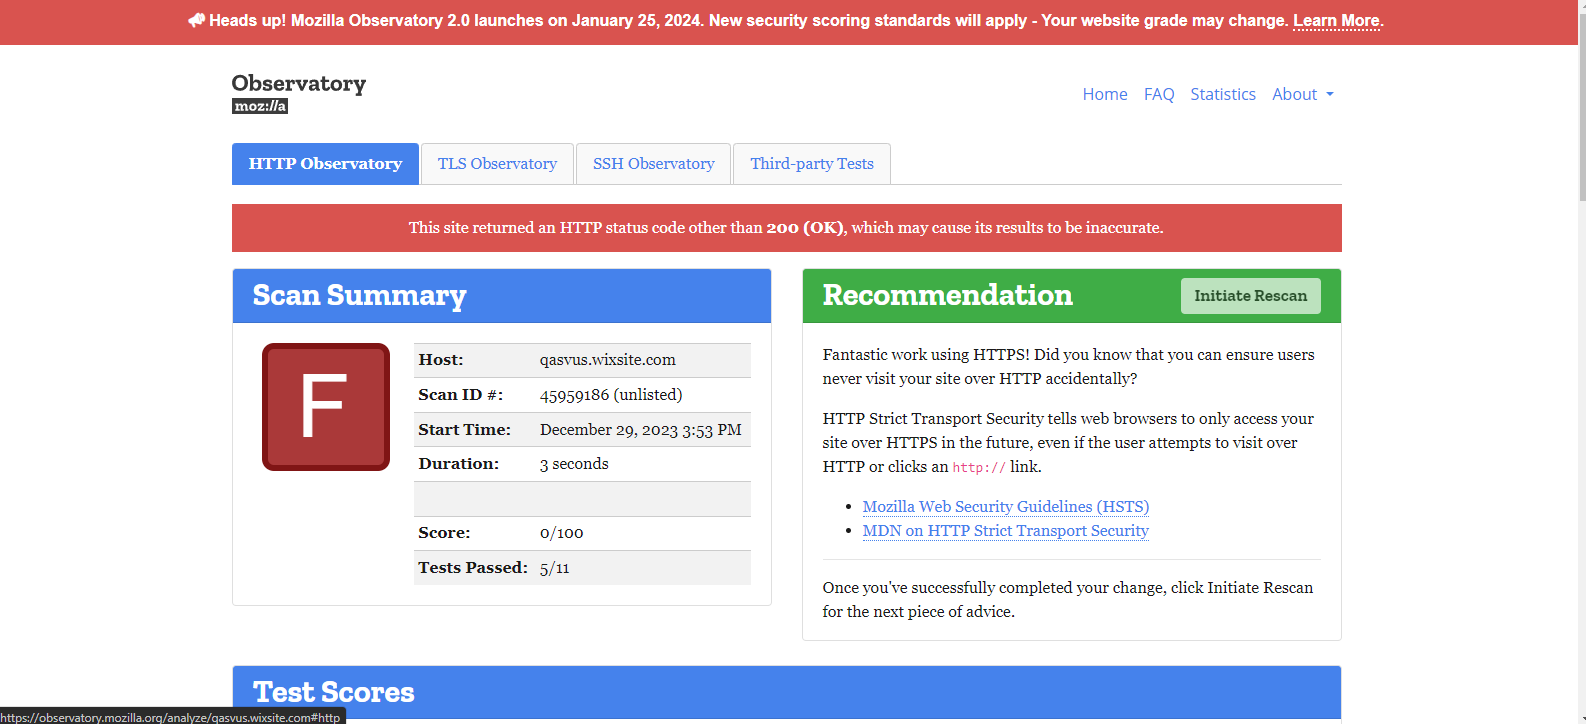 Heads up! Mozilla Observatory 2.0 launches on January 25, 2024. New security scoring standards will apply - Your website grade may change. Learn More.
Observatory
moz://a
Home FAQ Statistics About
HTTP Observatory TLS Observatory SSH Observatory Third-party Tests
This site returned an HTTP status code other than 200 (OK), which may cause its results to be inaccurate.
Scan Summary
F
Host: qasvus.wixsite.com
Scan ID #: 45959186 (unlisted)
Start Time: December 29, 2023 3:53 PM
Duration: 3 seconds
Score: 0/100
Tests Passed: 5/11
Recommendation
Initiate Rescan
Fantastic work using HTTPS! Did you know that you can ensure users
never visit your site over HTTP accidentally?
HTTP Strict Transport Security tells web browsers to only access your
site over HTTPS in the future, even if the user attempts to visit over
HTTP or clicks an http:// link.
Mozilla Web Security Guidelines (HSTS)
MDN on HTTP Strict Transport Security
Once you've successfully completed your change, click Initiate Rescan
for the next piece of advice.
Test Scores
https://observatory.mozilla.org/analyze/qasvus.wixsite.com#http